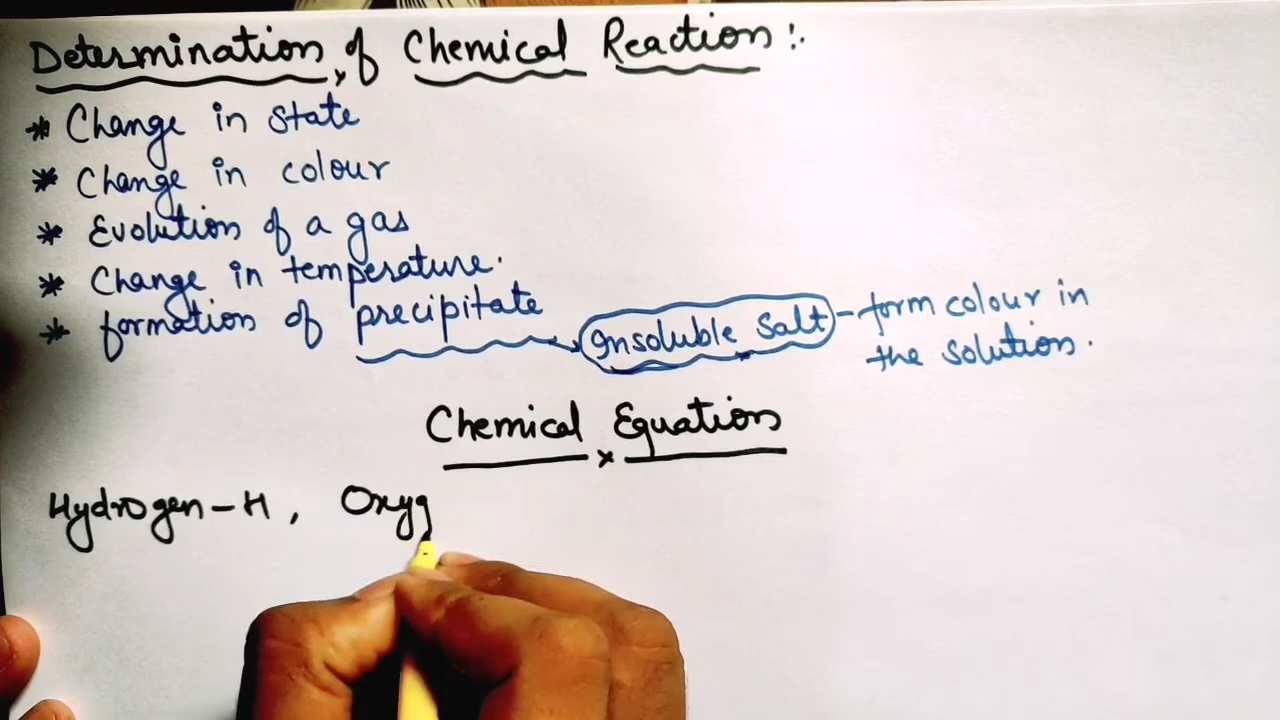 Determination of Chemical Reaction :.
* Change in state
* Change in colour
* Evolution of a gas
* Change in temperature.
* formation of precipitate → Insoluble salt - form colour in
the solution.
Chemical Equations
Hydrogen - H, Oxyg